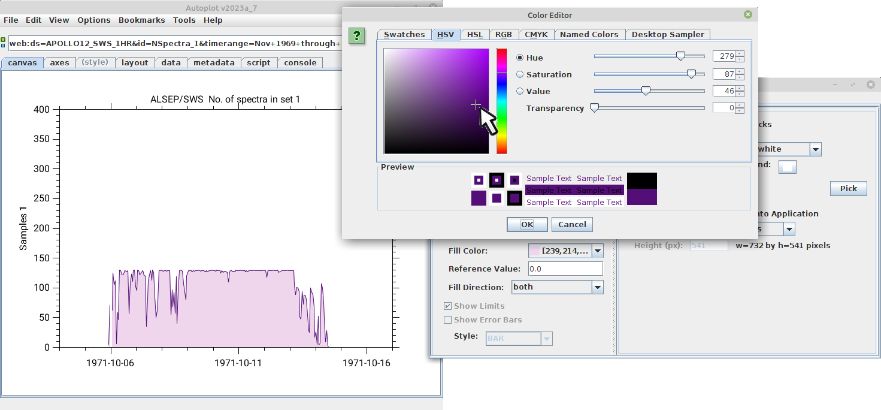 Autoplot v2023a_7
File Edit View Options Bookmarks Tools Help
web:ds=APOLLO12_SWS_1HR&id=NSpectra_1&timerange=Nov+1969+through+
canvas axes (style) layout data metadata script console
ALSEP/SWS No. of spectra in set 1
400
350
300
250
200
150
100
50
0
Samples 1
1971-10-06 1971-10-11 1971-10-16
Color Editor
?
Swatches HSV HSL RGB CMYK Named Colors Desktop Sampler
Hue 279
Saturation 87
Value 46
Transparency 0
Preview
Sample Text Sample Text
Sample Text Sample Text
Sample Text Sample Text
OK Cancel
cks
white
nd:
Pick
nto Application
s
Height (px): 541 w=732 by h=541 pixels
Fill Color: [239,214,...
Reference Value: 0.0
Fill Direction: both
Show Limits
Show Error Bars
Style: BAR